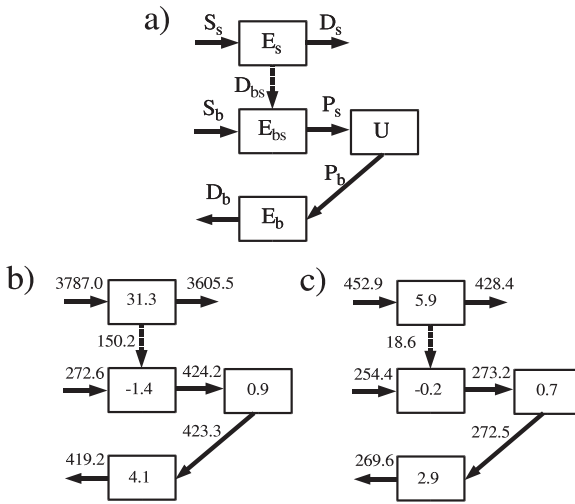 a)
S_s
D_s
E_s
D_bs
S_b
P_s
E_bs
U
P_b
D_b
E_b
b)
3787.0
3605.5
31.3
150.2
272.6
424.2
-1.4
0.9
423.3
419.2
4.1
c)
452.9
428.4
5.9
18.6
254.4
273.2
-0.2
0.7
272.5
269.6
2.9